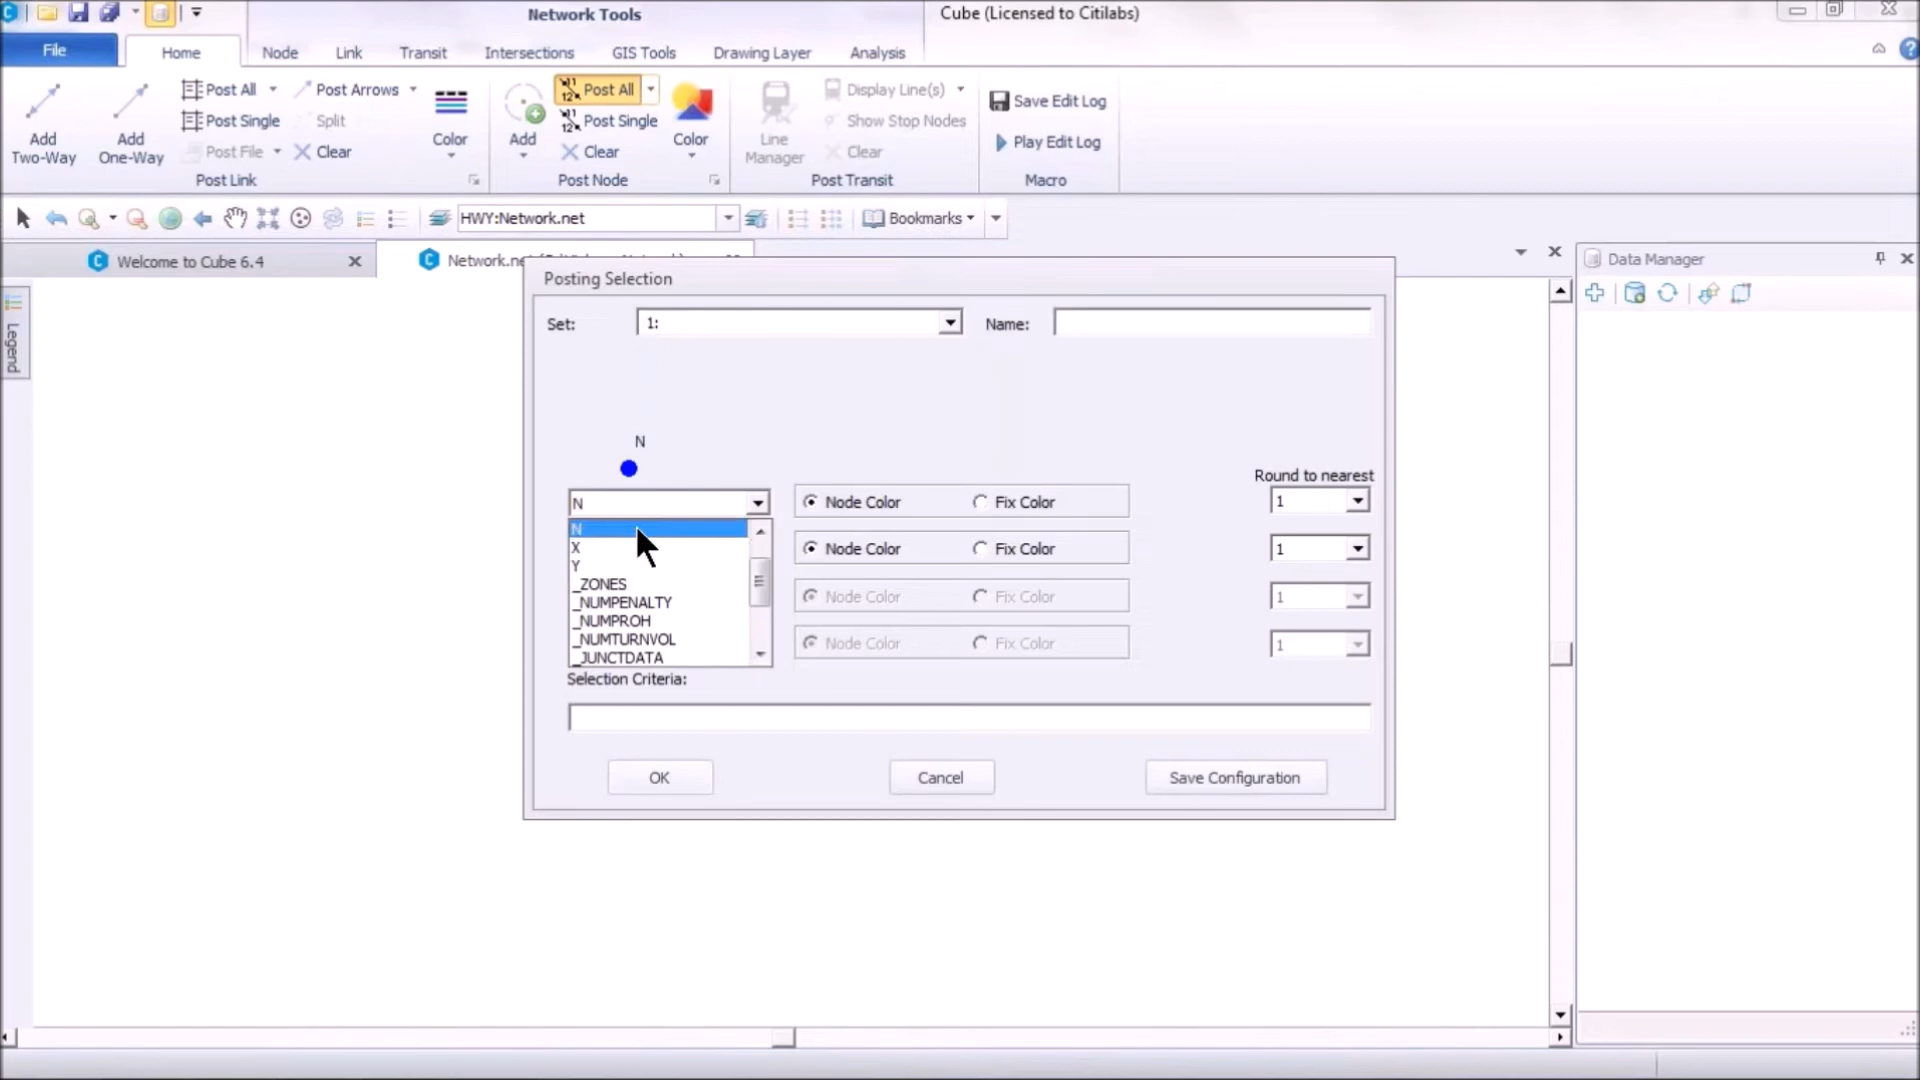 Network Tools
Cube (Licensed to Citilabs)
File
Home
Node
Link
Transit
Intersections
GIS Tools
Drawing Layer
Analysis
Add
Two-Way
Add
One-Way
Post All
Post Single
Post File
Post Arrows
Split
Clear
Color
Post Link
Add
Post All
Post Single
Clear
Color
Post Node
Line
Manager
Display Line(s)
Show Stop Nodes
Clear
Post Transit
Save Edit Log
Play Edit Log
Macro
HWY:Network.net
Bookmarks
Welcome to Cube 6.4
Data Manager
Legend
Posting Selection
Set:
1:
Name:
N
Round to nearest
N
Node Color
Fix Color
1
N
X
Y
_ZONES
_NUMPENALTY
_NUMPROH
_NUMTURNVOL
_JUNCTDATA
Node Color
Fix Color
1
Node Color
Fix Color
1
Node Color
Fix Color
1
Selection Criteria:
OK
Cancel
Save Configuration